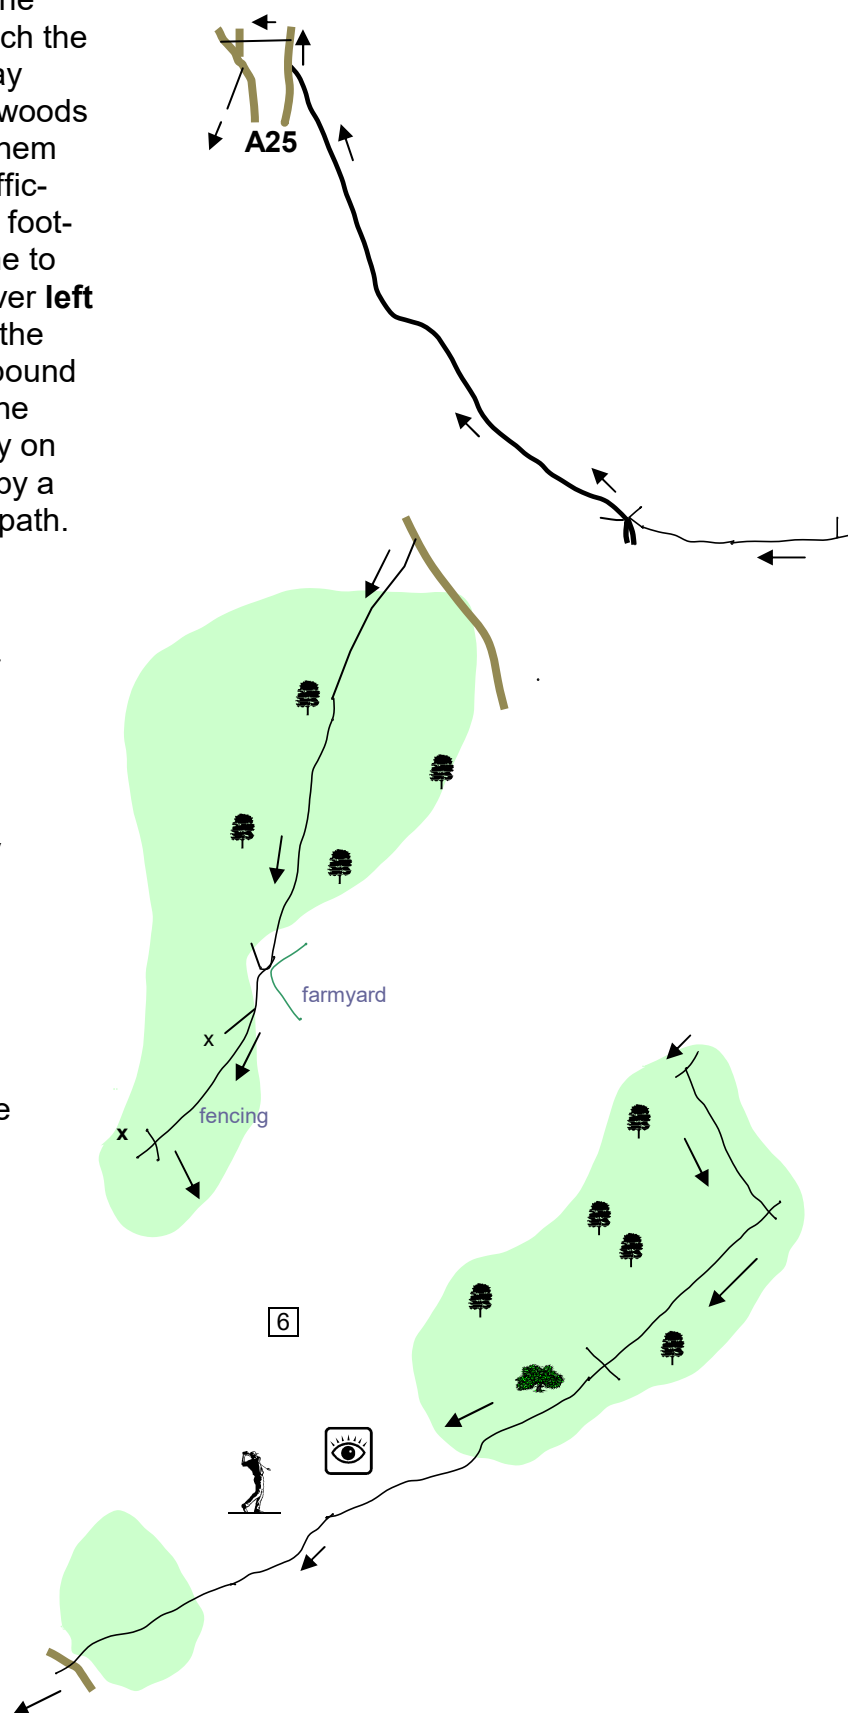 ch the
ay
woods
hem
ffic-
foot-
e to
ver left
the
bound
he
y on
by a
path.
A25
farmyard
x
fencing
x
e
6